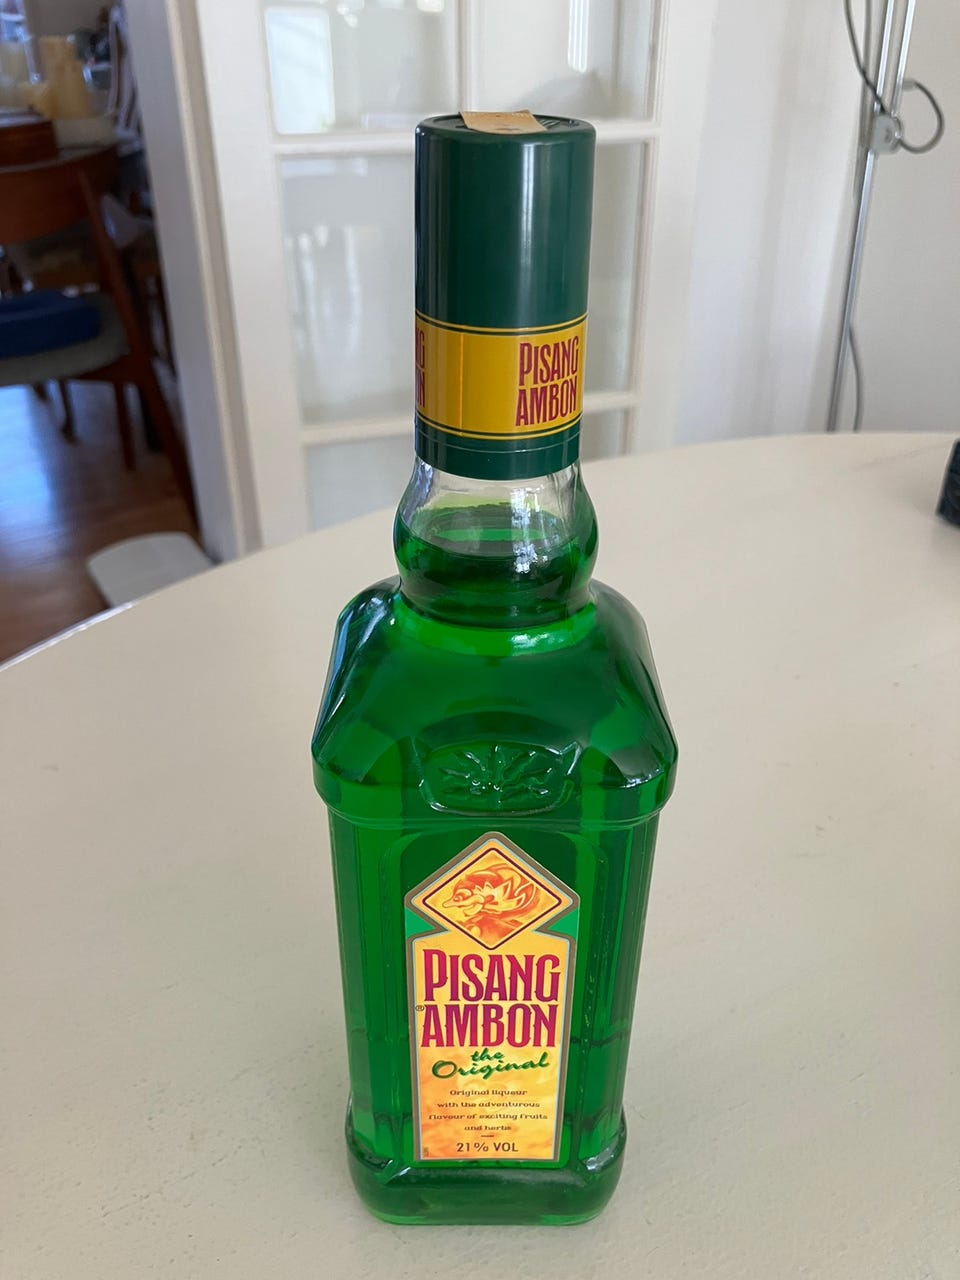 PISANG
AMBON
PISANG
® AMBON
the
Original
Original liqueur
with the adventurous
flavour of exciting fruits
and herbs
21% VOL